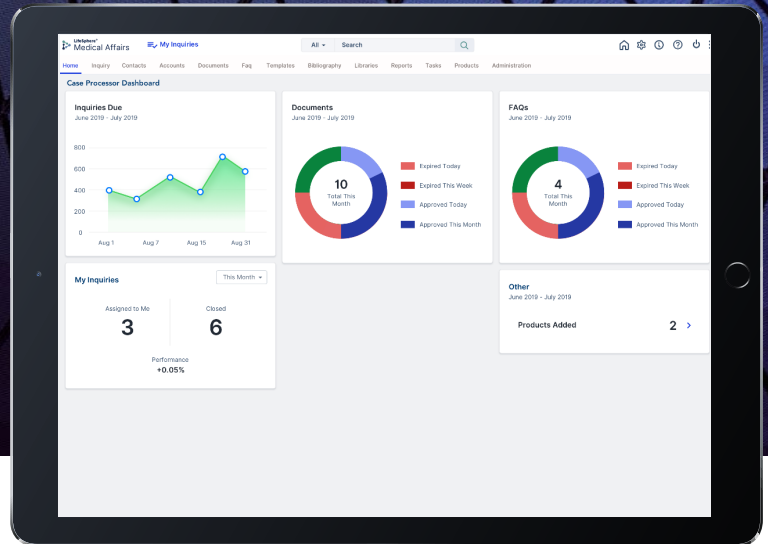 LifeSphere®
Medical Affairs
My Inquiries
All
Search
Home Inquiry Contacts Accounts Documents Faq Templates Bibliography Libraries Reports Tasks Products Administration
Case Processor Dashboard
Inquiries Due
June 2019 - July 2019
800
600
400
200
0
Aug 1 Aug 7 Aug 15 Aug 31
Documents
June 2019 - July 2019
10
Total This
Month
Expired Today
Expired This Week
Approved Today
Approved This Month
FAQs
June 2019 - July 2019
4
Total This
Month
Expired Today
Expired This Week
Approved Today
Approved This Month
My Inquiries
This Month
Assigned to Me
3
Closed
6
Performance
+0.05%
Other
June 2019 - July 2019
Products Added 2